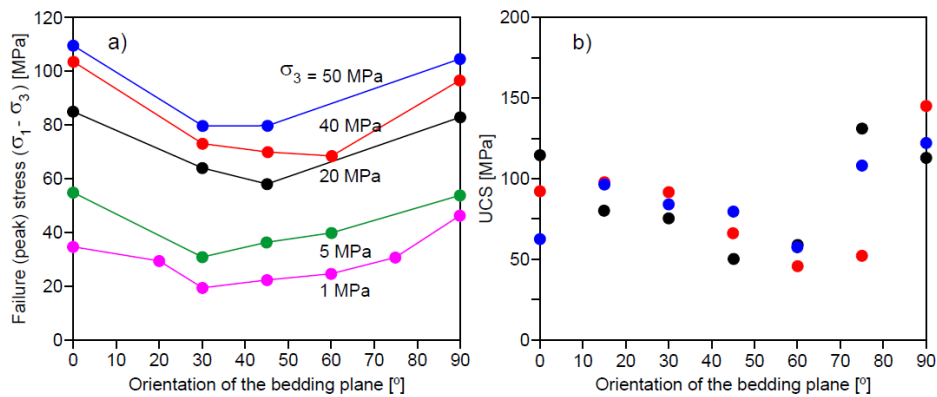 a)
Failure (peak) stress (σ1 - σ3) [MPa]
120
100
80
60
40
20
0
σ3 = 50 MPa
40 MPa
20 MPa
5 MPa
1 MPa
0 10 20 30 40 50 60 70 80 90
Orientation of the bedding plane [º]
b)
UCS [MPa]
200
150
100
50
0
0 10 20 30 40 50 60 70 80 90
Orientation of the bedding plane [º]